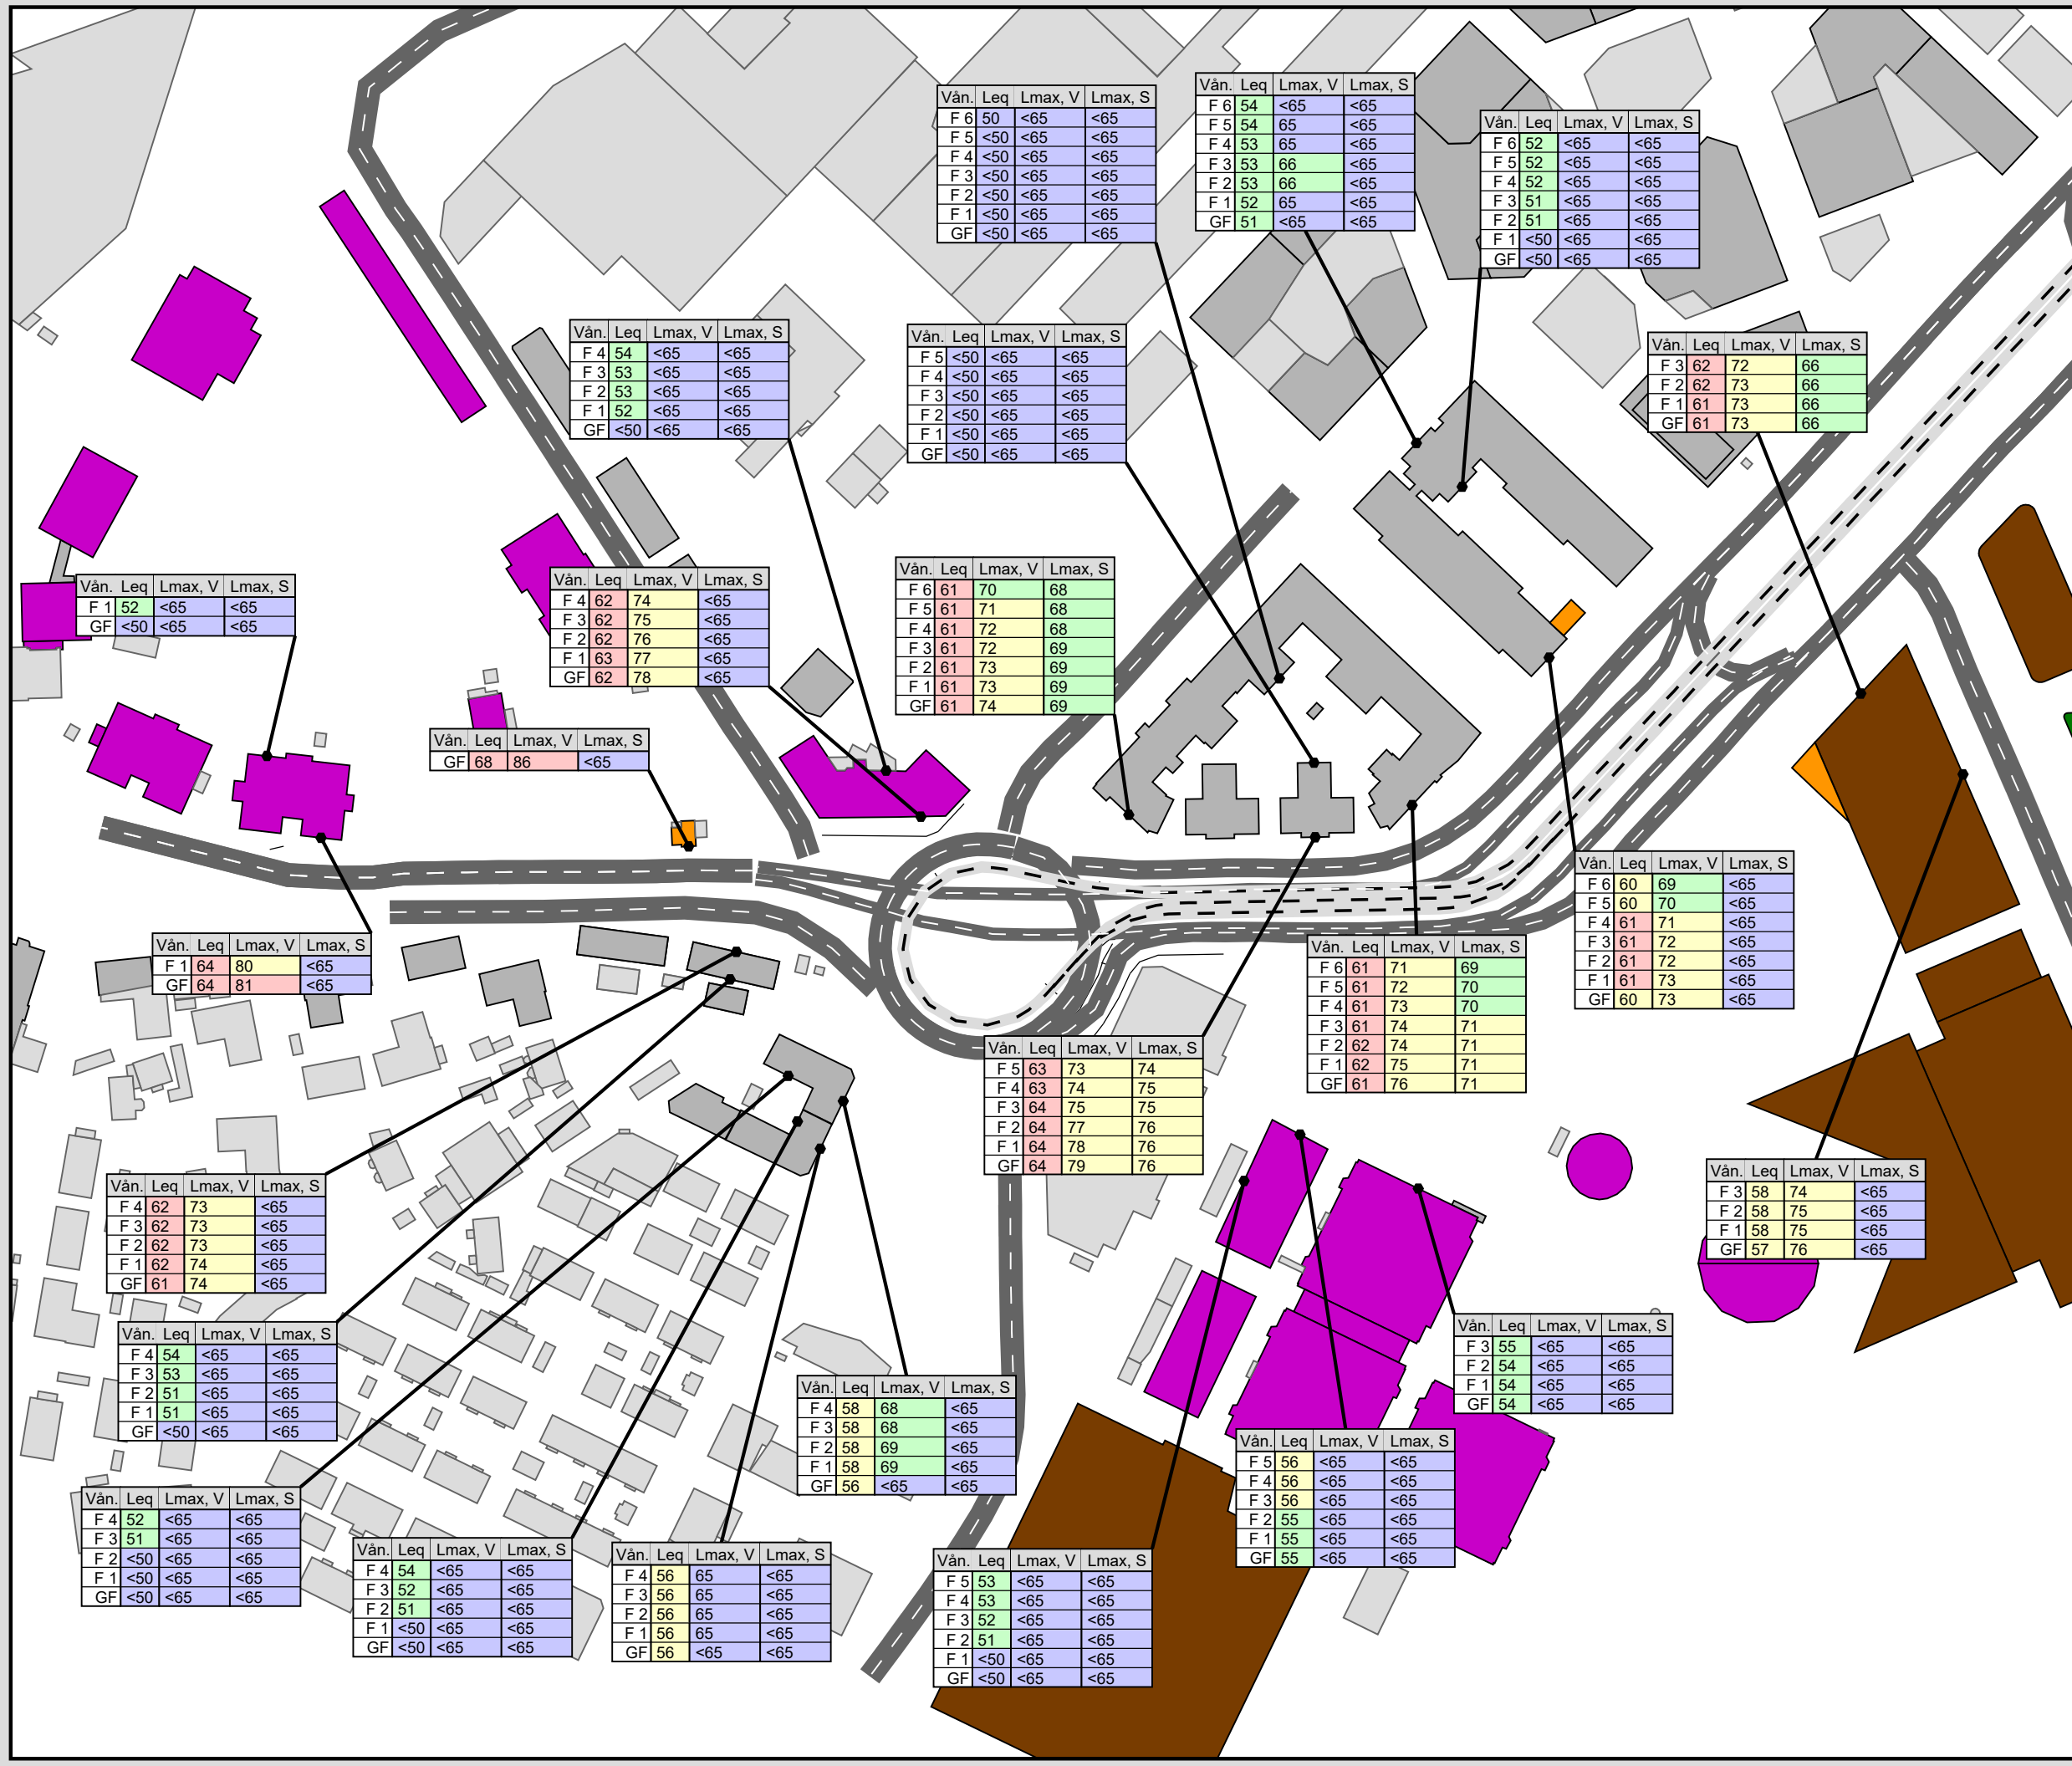 Vån. Leq Lmax, V Lmax, S
F 6 50 <65 <65
F 5 <50 <65 <65
F 4 <50 <65 <65
F 3 <50 <65 <65
F 2 <50 <65 <65
F 1 <50 <65 <65
GF <50 <65 <65
Vån. Leq Lmax, V Lmax, S
F 6 54 <65 <65
F 5 54 65 <65
F 4 53 65 <65
F 3 53 66 <65
F 2 53 66 <65
F 1 52 65 <65
GF 51 <65 <65
Vån. Leq Lmax, V Lmax, S
F 6 52 <65 <65
F 5 52 <65 <65
F 4 52 <65 <65
F 3 51 <65 <65
F 2 51 <65 <65
F 1 <50 <65 <65
GF <50 <65 <65
Vån. Leq Lmax, V Lmax, S
F 4 54 <65 <65
F 3 53 <65 <65
F 2 53 <65 <65
F 1 52 <65 <65
GF <50 <65 <65
Vån. Leq Lmax, V Lmax, S
F 5 <50 <65 <65
F 4 <50 <65 <65
F 3 <50 <65 <65
F 2 <50 <65 <65
F 1 <50 <65 <65
GF <50 <65 <65
Vån. Leq Lmax, V Lmax, S
F 3 62 72 66
F 2 62 73 66
F 1 61 73 66
GF 61 73 66
Vån. Leq Lmax, V Lmax, S
F 1 52 <65 <65
GF <50 <65 <65
Vån. Leq Lmax, V Lmax, S
F 4 62 74 <65
F 3 62 75 <65
F 2 62 76 <65
F 1 63 77 <65
GF 62 78 <65
Vån. Leq Lmax, V Lmax, S
F 6 61 70 68
F 5 61 71 68
F 4 61 72 68
F 3 61 72 69
F 2 61 73 69
F 1 61 73 69
GF 61 74 69
Vån. Leq Lmax, V Lmax, S
GF 68 86 <65
Vån. Leq Lmax, V Lmax, S
F 6 60 69 <65
F 5 60 70 <65
F 4 61 71 <65
F 3 61 72 <65
F 2 61 72 <65
F 1 61 73 <65
GF 60 73 <65
Vån. Leq Lmax, V Lmax, S
F 1 64 80 <65
GF 64 81 <65
Vån. Leq Lmax, V Lmax, S
F 6 61 71 69
F 5 61 72 70
F 4 61 73 70
F 3 61 74 71
F 2 62 74 71
F 1 62 75 71
GF 61 76 71
Vån. Leq Lmax, V Lmax, S
F 5 63 73 74
F 4 63 74 75
F 3 64 75 75
F 2 64 77 76
F 1 64 78 76
GF 64 79 76
Vån. Leq Lmax, V Lmax, S
F 3 58 74 <65
F 2 58 75 <65
F 1 58 75 <65
GF 57 76 <65
Vån. Leq Lmax, V Lmax, S
F 4 62 73 <65
F 3 62 73 <65
F 2 62 73 <65
F 1 62 74 <65
GF 61 74 <65
Vån. Leq Lmax, V Lmax, S
F 3 55 <65 <65
F 2 54 <65 <65
F 1 54 <65 <65
GF 54 <65 <65
Vån. Leq Lmax, V Lmax, S
F 4 54 <65 <65
F 3 53 <65 <65
F 2 51 <65 <65
F 1 51 <65 <65
GF <50 <65 <65
Vån. Leq Lmax, V Lmax, S
F 4 58 68 <65
F 3 58 68 <65
F 2 58 69 <65
F 1 58 69 <65
GF 56 <65 <65
Vån. Leq Lmax, V Lmax, S
F 5 56 <65 <65
F 4 56 <65 <65
F 3 56 <65 <65
F 2 55 <65 <65
F 1 55 <65 <65
GF 55 <65 <65
Vån. Leq Lmax, V Lmax, S
F 4 52 <65 <65
F 3 51 <65 <65
F 2 <50 <65 <65
F 1 <50 <65 <65
GF <50 <65 <65
Vån. Leq Lmax, V Lmax, S
F 4 54 <65 <65
F 3 52 <65 <65
F 2 51 <65 <65
F 1 <50 <65 <65
GF <50 <65 <65
Vån. Leq Lmax, V Lmax, S
F 4 56 65 <65
F 3 56 65 <65
F 2 56 65 <65
F 1 56 65 <65
GF 56 <65 <65
Vån. Leq Lmax, V Lmax, S
F 5 53 <65 <65
F 4 53 <65 <65
F 3 52 <65 <65
F 2 51 <65 <65
F 1 <50 <65 <65
GF <50 <65 <65